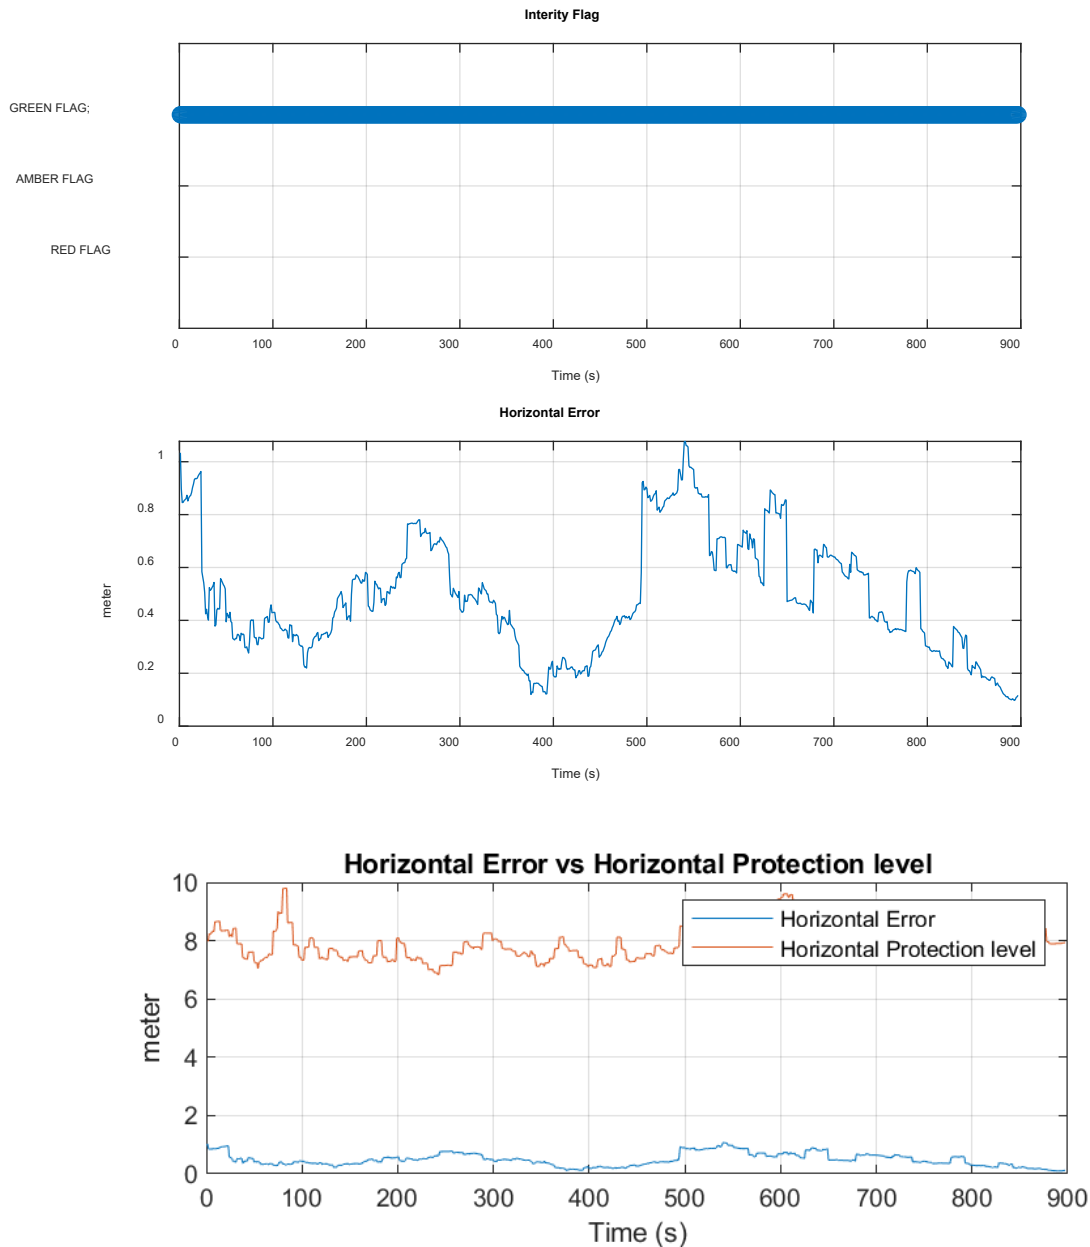 Interity Flag
GREEN FLAG;
AMBER FLAG
RED FLAG
0 100 200 300 400 500 600 700 800 900
Time (s)
Horizontal Error
1
0.8
0.6
0.4
0.2
0
meter
0 100 200 300 400 500 600 700 800 900
Time (s)
Horizontal Error vs Horizontal Protection level
10
8
6
4
2
0
meter
Horizontal Error
Horizontal Protection level
0 100 200 300 400 500 600 700 800 900
Time (s)